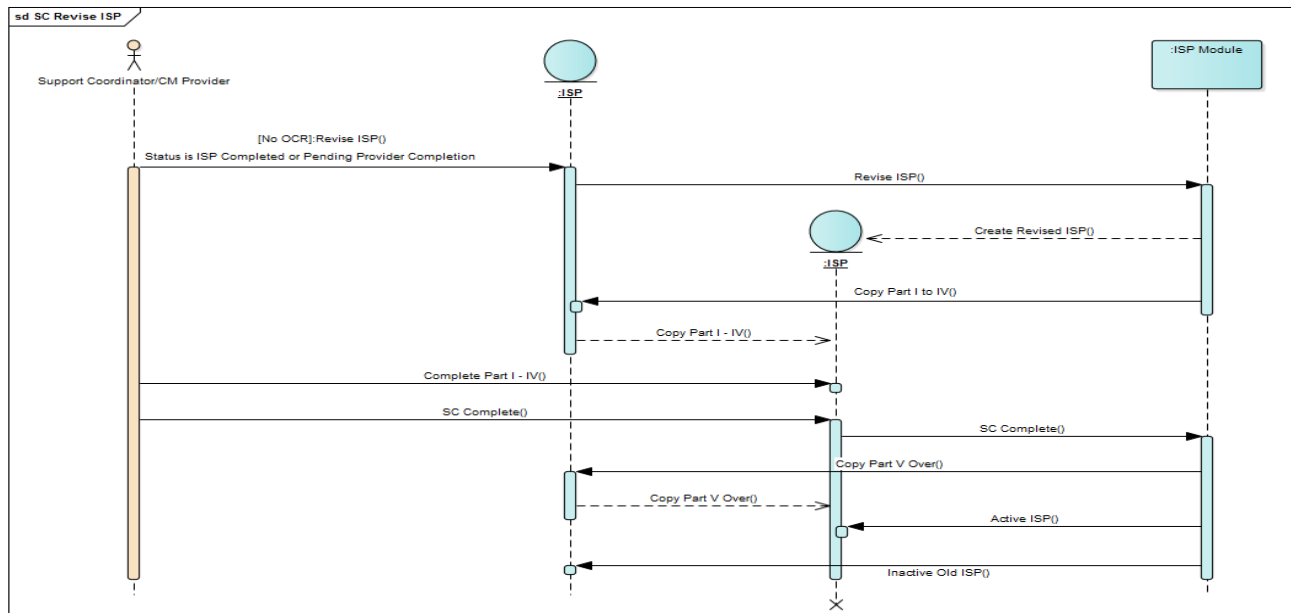 sd SC Revise ISP
Support Coordinator/CM Provider
:ISP
:ISP Module
[No OCR]:Revise ISP()
Status is ISP Completed or Pending Provider Completion
Revise ISP()
Create Revised ISP()
:ISP
Copy Part I to IV()
Copy Part I - IV()
Complete Part I - IV()
SC Complete()
SC Complete()
Copy Part V Over()
Copy Part V Over()
Active ISP()
Inactive Old ISP()